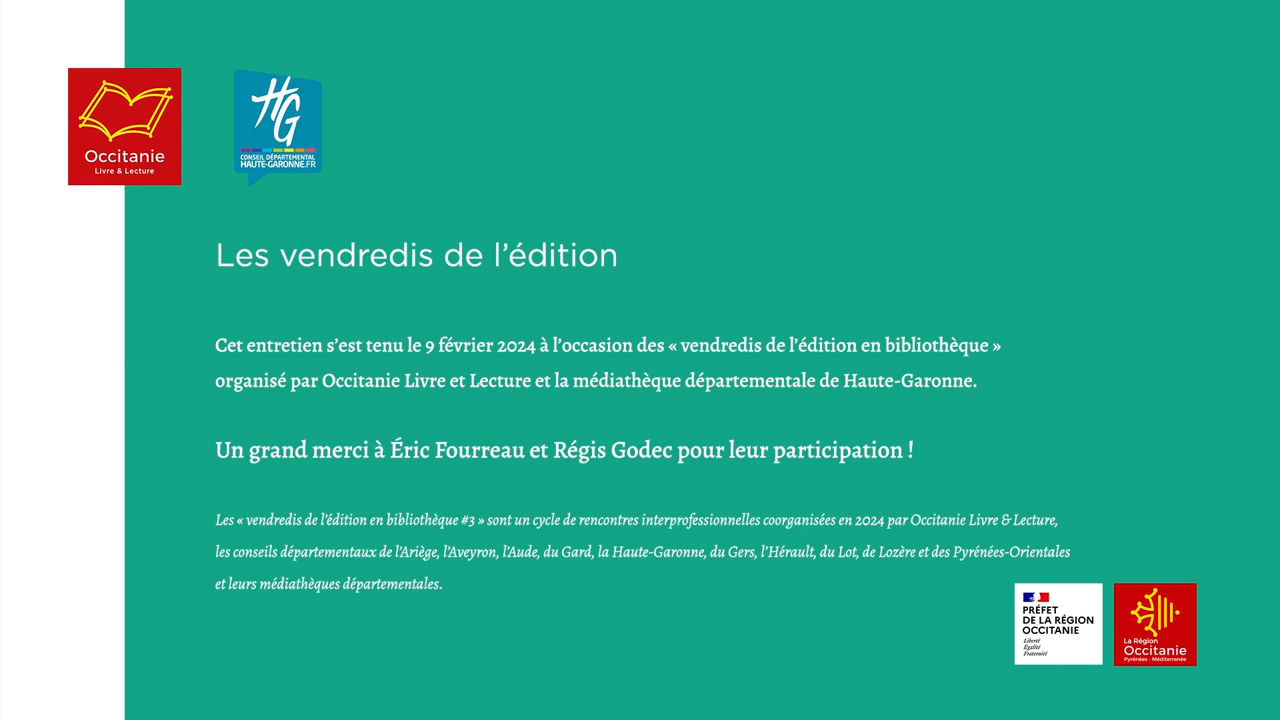 Occitanie
Livre & Lecture
HG
CONSEIL DÉPARTEMENTAL
HAUTE-GARONNE.FR
Les vendredis de l’édition
Cet entretien s’est tenu le 9 février 2024 à l’occasion des « vendredis de l’édition en bibliothèque »
organisé par Occitanie Livre et Lecture et la médiathèque départementale de Haute-Garonne.
Un grand merci à Éric Fourreau et Régis Godec pour leur participation !
Les « vendredis de l'édition en bibliothèque #3 » sont un cycle de rencontres interprofessionnelles coorganisées en 2024 par Occitanie Livre & Lecture,
les conseils départementaux de l’Ariège, l’Aveyron, l’Aude, du Gard, la Haute-Garonne, du Gers, l’Hérault, du Lot, de Lozère et des Pyrénées-Orientales
et leurs médiathèques départementales.
PRÉFET
DE LA RÉGION
OCCITANIE
Liberté
Égalité
Fraternité
La Région
Occitanie
Pyrénées - Méditerranée